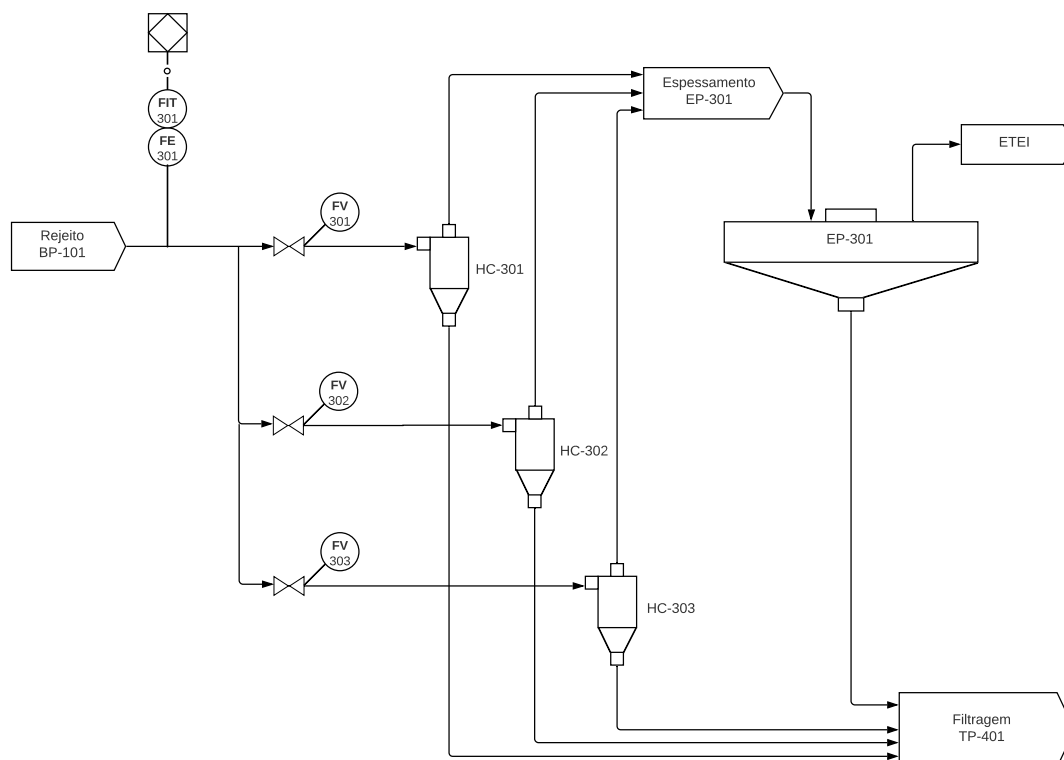 FIT
301
FE
301
Rejeito
BP-101
FV
301
HC-301
Espessamento
EP-301
ETEI
EP-301
FV
302
HC-302
FV
303
HC-303
Filtragem
TP-401